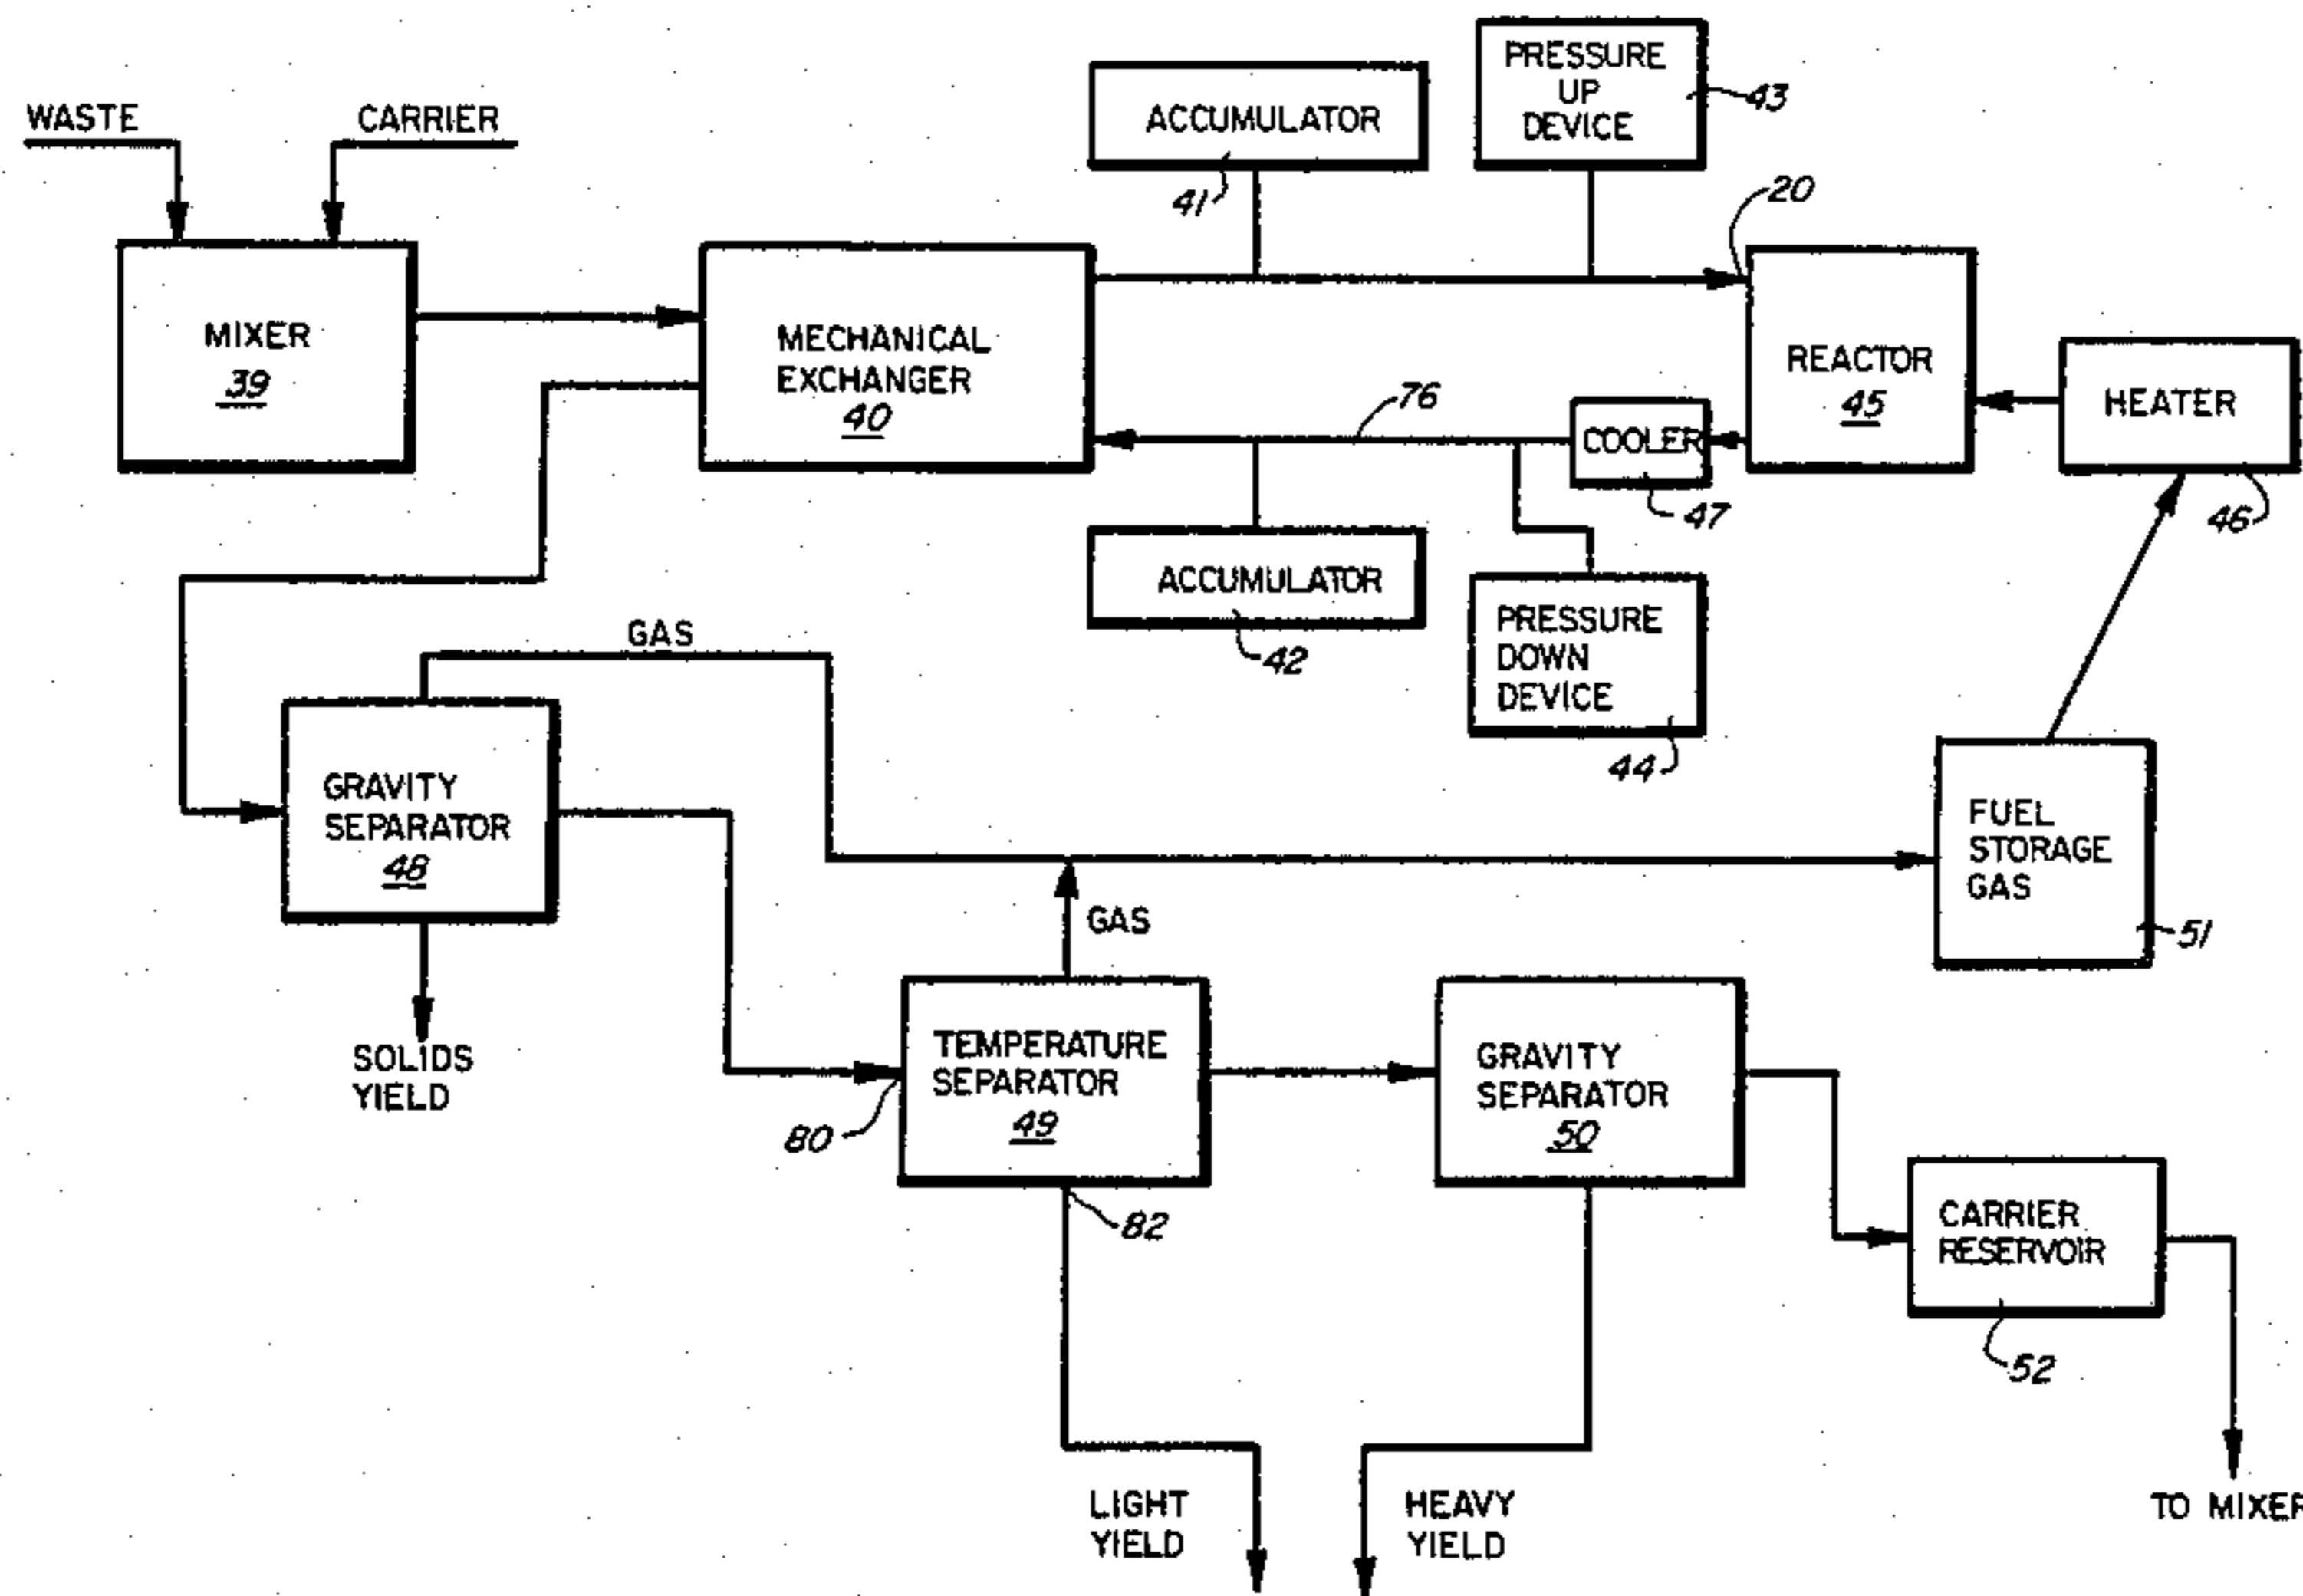 WASTE
CARRIER
ACCUMULATOR
41
PRESSURE
UP
DEVICE
43
20
MIXER
39
MECHANICAL
EXCHANGER
40
REACTOR
45
HEATER
46
76
COOLER
47
ACCUMULATOR
42
PRESSURE
DOWN
DEVICE
44
GAS
GRAVITY
SEPARATOR
48
FUEL
STORAGE
GAS
51
GAS
SOLIDS
YIELD
TEMPERATURE
SEPARATOR
49
80
82
GRAVITY
SEPARATOR
50
CARRIER
RESERVOIR
52
LIGHT
YIELD
HEAVY
YIELD
TO MIXER